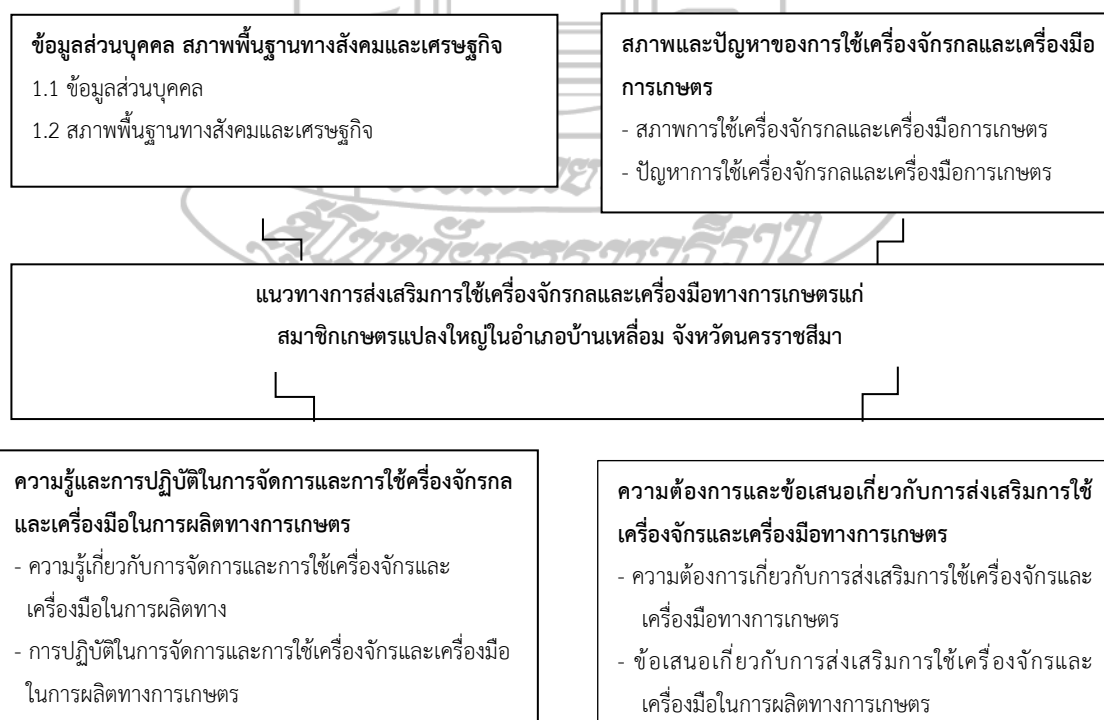 ข้อมูลส่วนบุคคล สภาพพื้นฐานทางสังคมและเศรษฐกิจ
1.1 ข้อมูลส่วนบุคคล
1.2 สภาพพื้นฐานทางสังคมและเศรษฐกิจ
สภาพและปัญหาของการใช้เครื่องจักรกลและเครื่องมือ
การเกษตร
- สภาพการใช้เครื่องจักรกลและเครื่องมือการเกษตร
- ปัญหาการใช้เครื่องจักรกลและเครื่องมือการเกษตร
แนวทางการส่งเสริมการใช้เครื่องจักรกลและเครื่องมือทางการเกษตรแก่
สมาชิกเกษตรแปลงใหญ่ในอำเภอบ้านเหลื่อม จังหวัดนครราชสีมา
ความรู้และการปฏิบัติในการจัดการและการใช้ครื่องจักรกล
และเครื่องมือในการผลิตทางการเกษตร
- ความรู้เกี่ยวกับการจัดการและการใช้เครื่องจักรและ
เครื่องมือในการผลิตทาง
- การปฏิบัติในการจัดการและการใช้เครื่องจักรและเครื่องมือ
ในการผลิตทางการเกษตร
ความต้องการและข้อเสนอเกี่ยวกับการส่งเสริมการใช้
เครื่องจักรและเครื่องมือทางการเกษตร
- ความต้องการเกี่ยวกับการส่งเสริมการใช้เครื่องจักรและ
เครื่องมือทางการเกษตร
- ข้อเสนอเกี่ยวกับการส่งเสริมการใช้เครื่องจักรและ
เครื่องมือในการผลิตทางการเกษตร